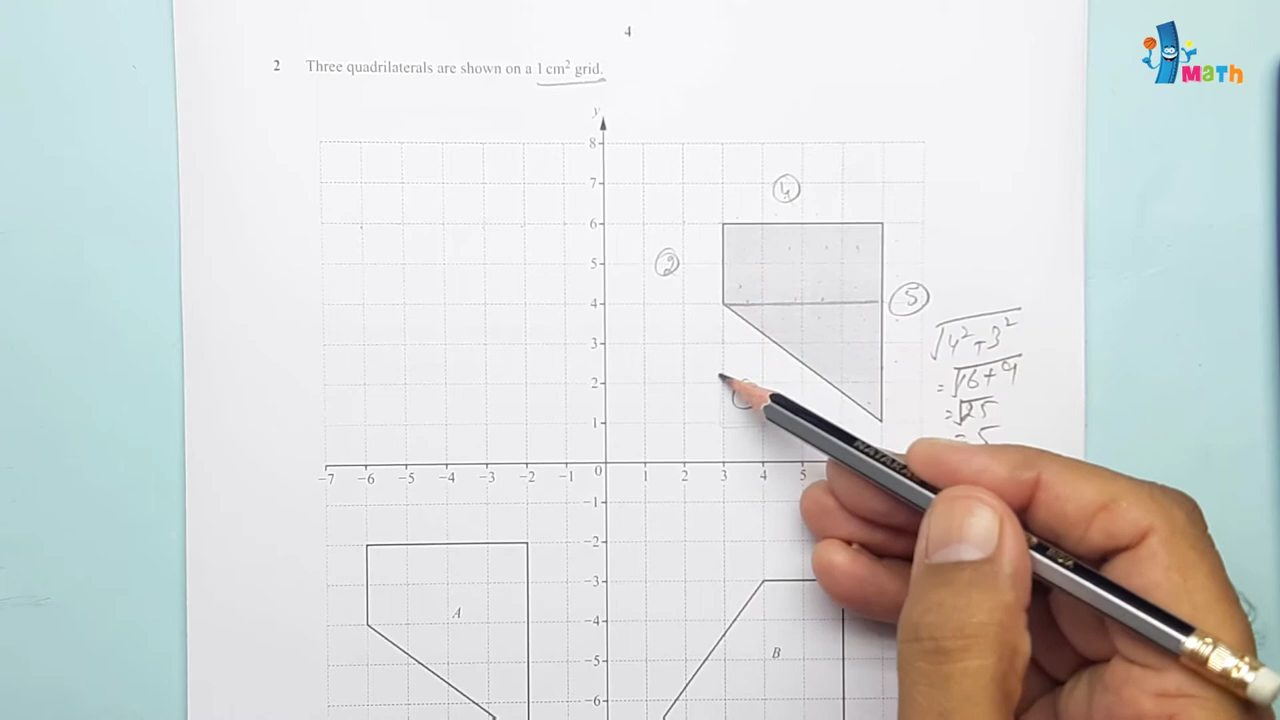 4
2 Three quadrilaterals are shown on a 1 cm² grid.
MATH
y
8
7
6
5
4
3
2
1
4
2
5
√4² + 3²
= √16 + 9
= √25
= 5
−7 −6 −5 −4 −3 −2 −1 0 1 2 3 4 5
−1
−2
−3
−4
−5
−6
A
B
NATARA